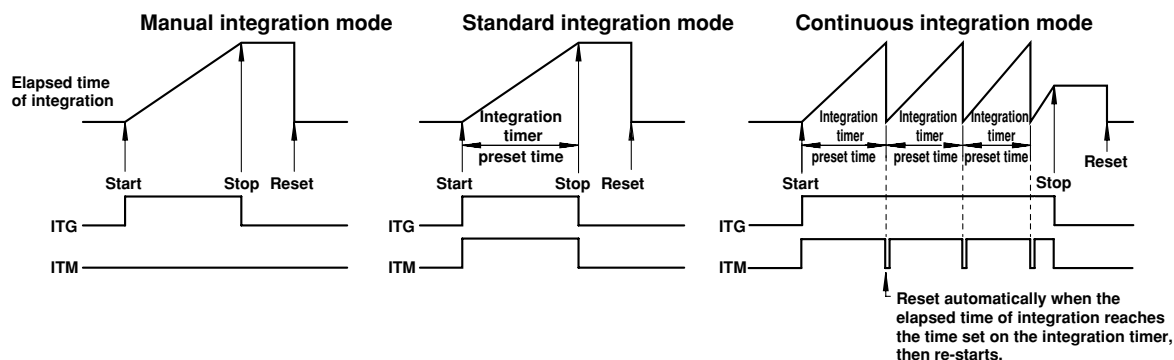 Manual integration mode
Standard integration mode
Continuous integration mode
Elapsed time
of integration
Integration
timer
preset time
Integration
timer
preset time
Integration
timer
preset time
Integration
timer
preset time
Start
Stop
Reset
Start
Stop
Reset
Start
Stop
Reset
ITG
ITG
ITG
ITM
ITM
ITM
Reset automatically when the
elapsed time of integration reaches
the time set on the integration timer,
then re-starts.